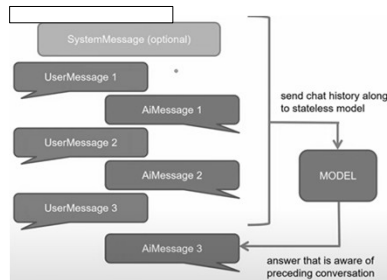 SystemMessage (optional)
UserMessage 1
AiMessage 1
UserMessage 2
AiMessage 2
UserMessage 3
AiMessage 3
send chat history along
to stateless model
MODEL
answer that is aware of
preceding conversation